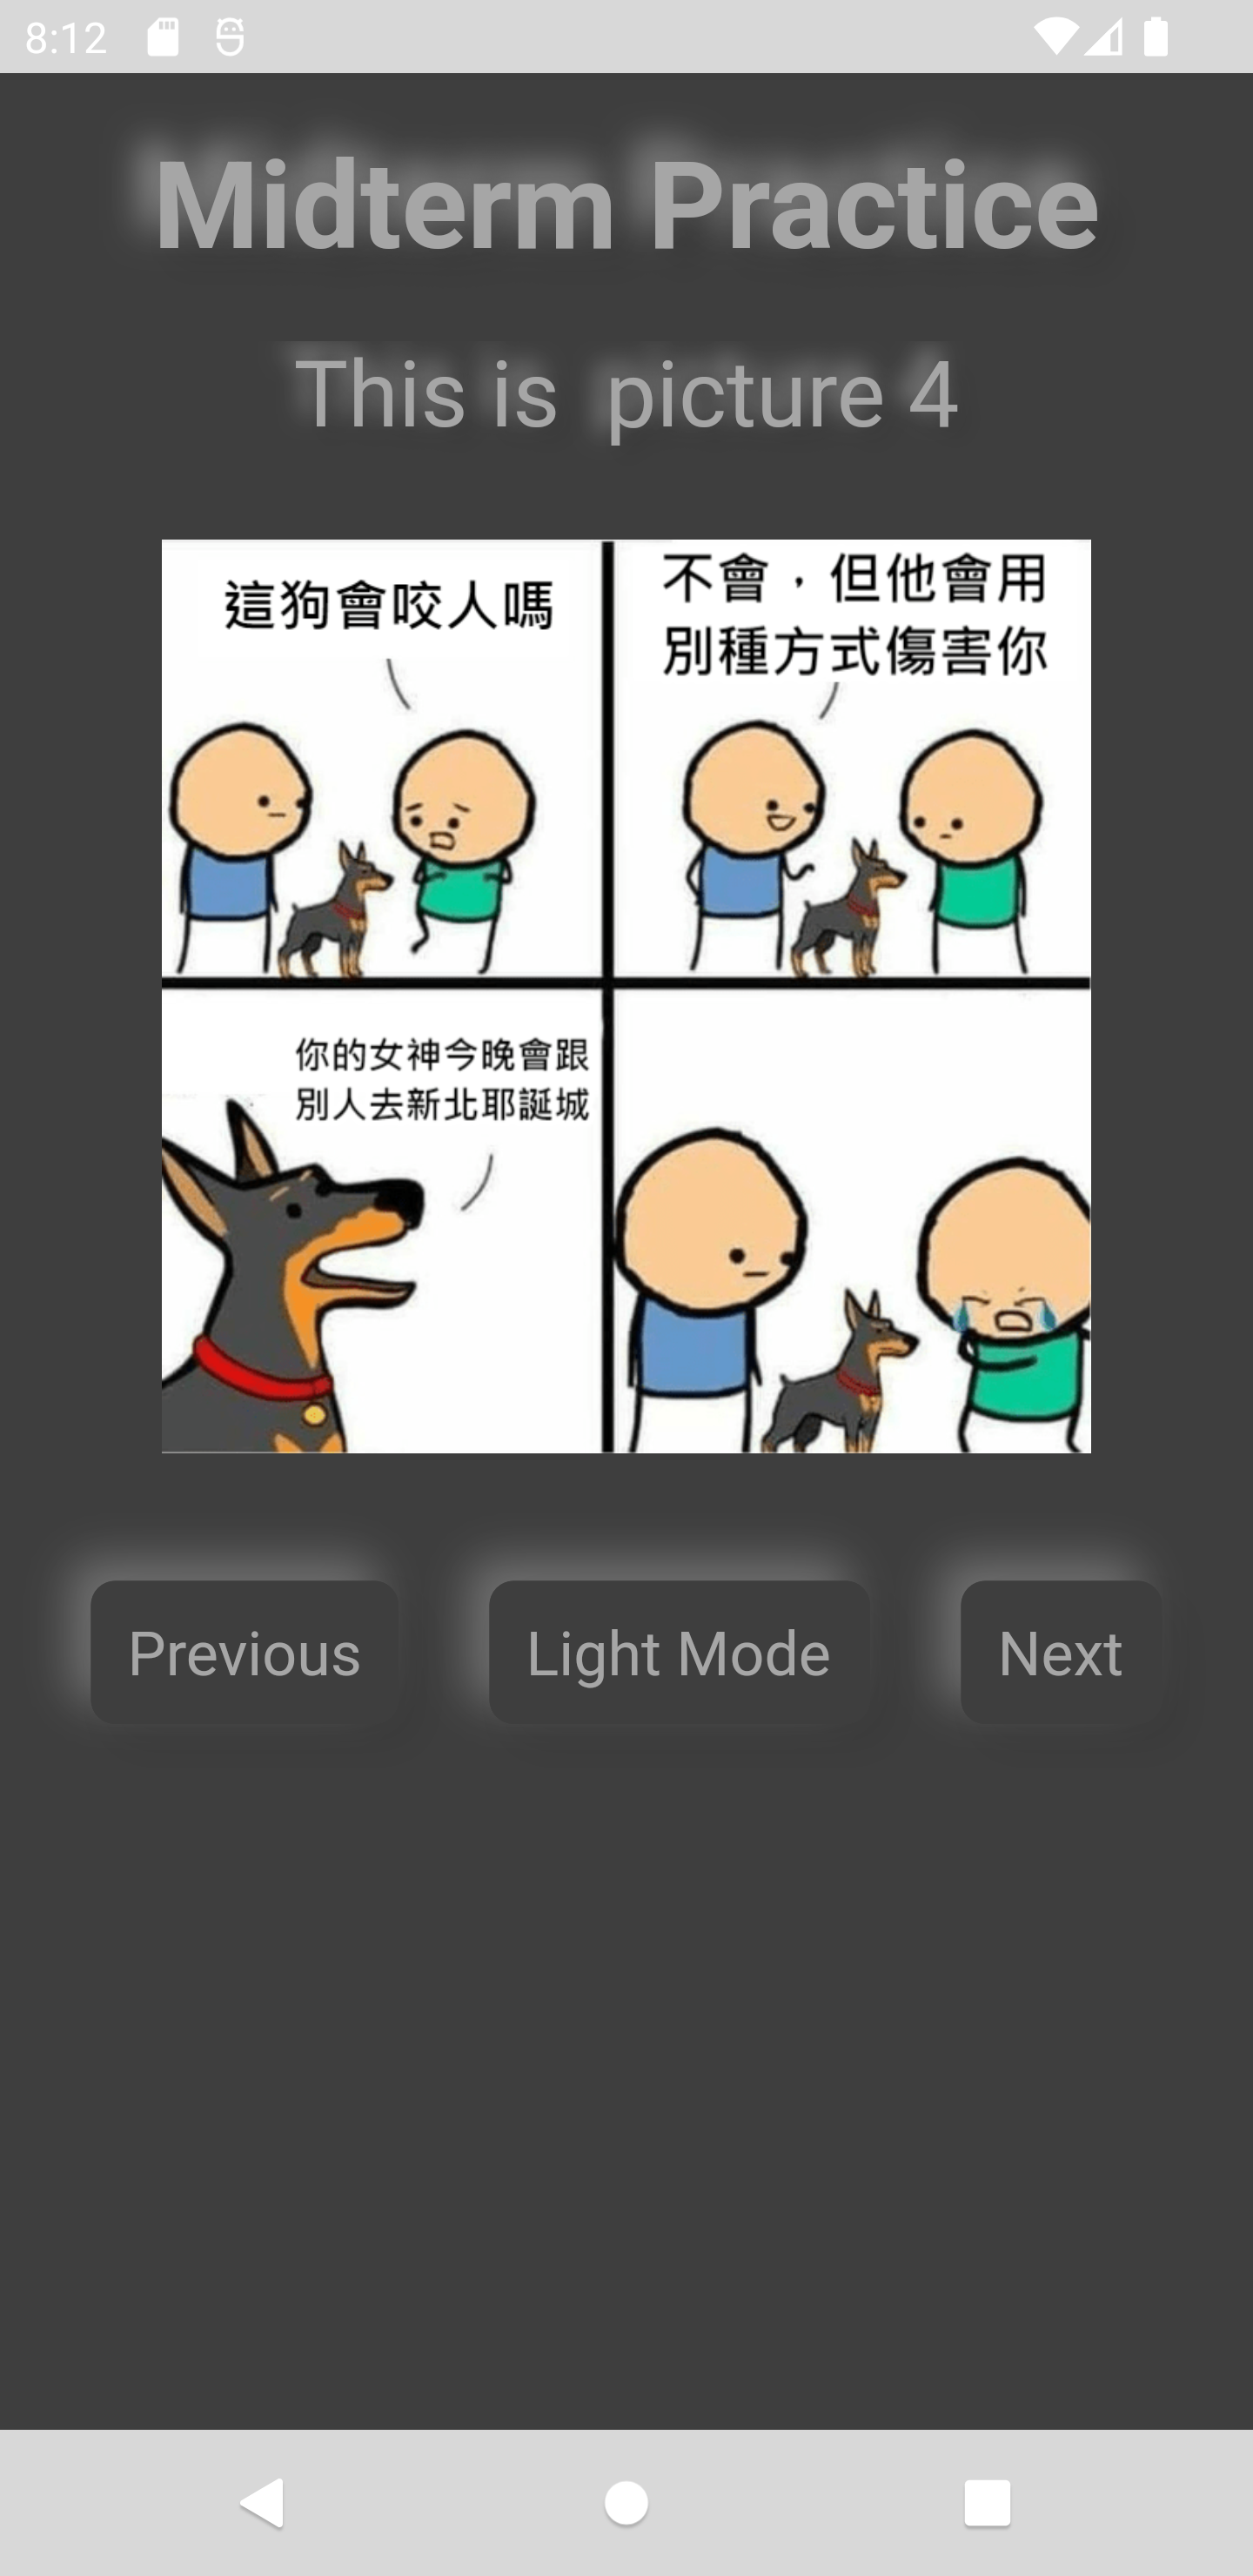 8:12
Midterm Practice
This is  picture 4
這狗會咬人嗎
不會，但他會用
別種方式傷害你
你的女神今晚會跟
別人去新北耶誕城
Previous
Light Mode
Next